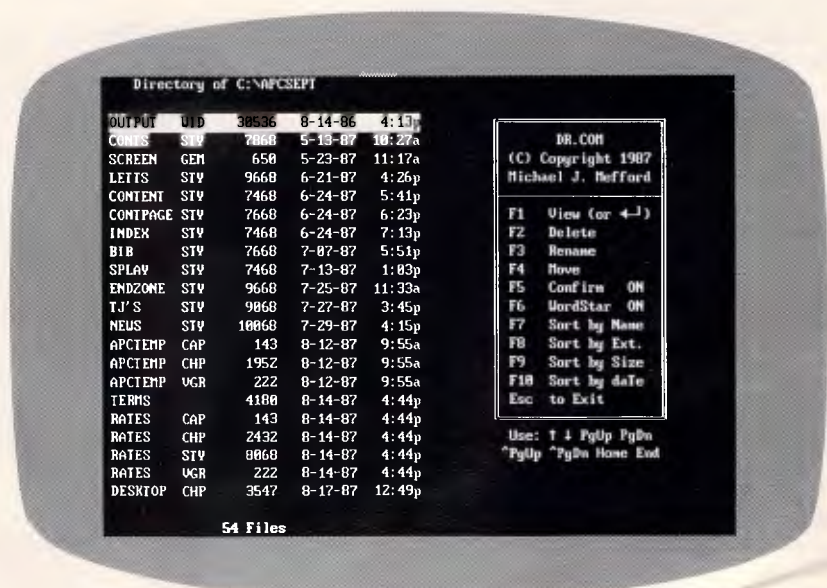 Directory of C:\APCSEPT
OUTPUT WID 30536 8-14-86 4:13p
CONTS STY 7868 5-13-87 10:27a
SCREEN GEM 650 5-23-87 11:17a
LETTS STY 9668 6-21-87 4:26p
CONTENT STY 7468 6-24-87 5:41p
CONTPAGE STY 7668 6-24-87 6:23p
INDEX STY 7468 6-24-87 7:13p
BIB STY 7668 7-07-87 5:51p
SPLAY STY 7468 7-13-87 1:03p
ENDZONE STY 9668 7-25-87 11:33a
TJ'S STY 9868 7-27-87 3:45p
NEWS STY 10068 7-29-87 4:15p
APCTEMP CAP 143 8-12-87 9:55a
APCTEMP CHP 1952 8-12-87 9:55a
APCTEMP VGR 222 8-12-87 9:55a
TERMS 4180 8-14-87 4:44p
RATES CAP 143 8-14-87 4:44p
RATES CHP 2432 8-14-87 4:44p
RATES STY 8068 8-14-87 4:44p
RATES VGR 222 8-14-87 4:44p
DESKTOP CHP 3547 8-17-87 12:49p
54 Files
DR.COM
(C) Copyright 1987
Michael J. Mefford
F1 View (or ↵)
F2 Delete
F3 Rename
F4 Move
F5 Confirm ON
F6 WordStar ON
F7 Sort by Name
F8 Sort by Ext.
F9 Sort by Size
F10 Sort by daTe
Esc to Exit
Use: ↑ ↓ PgUp PgDn
^PgUp ^PgDn Home End